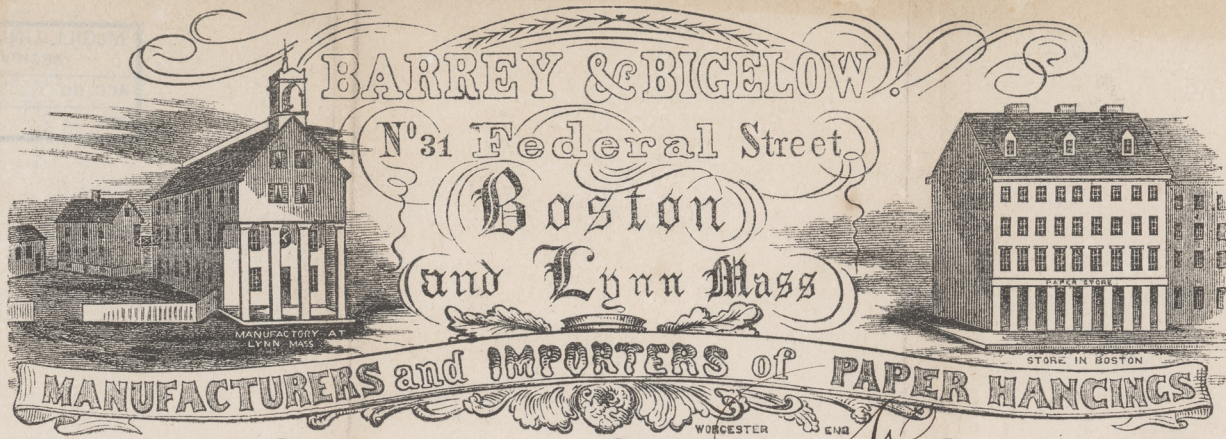 BARREY & BIGELOW.
No 31 Federal Street
Boston
and Lynn Mass
PAPER STORE
MANUFACTORY AT
LYNN MASS
STORE IN BOSTON
MANUFACTURERS and IMPORTERS of PAPER HANGINGS
WORCESTER ENG